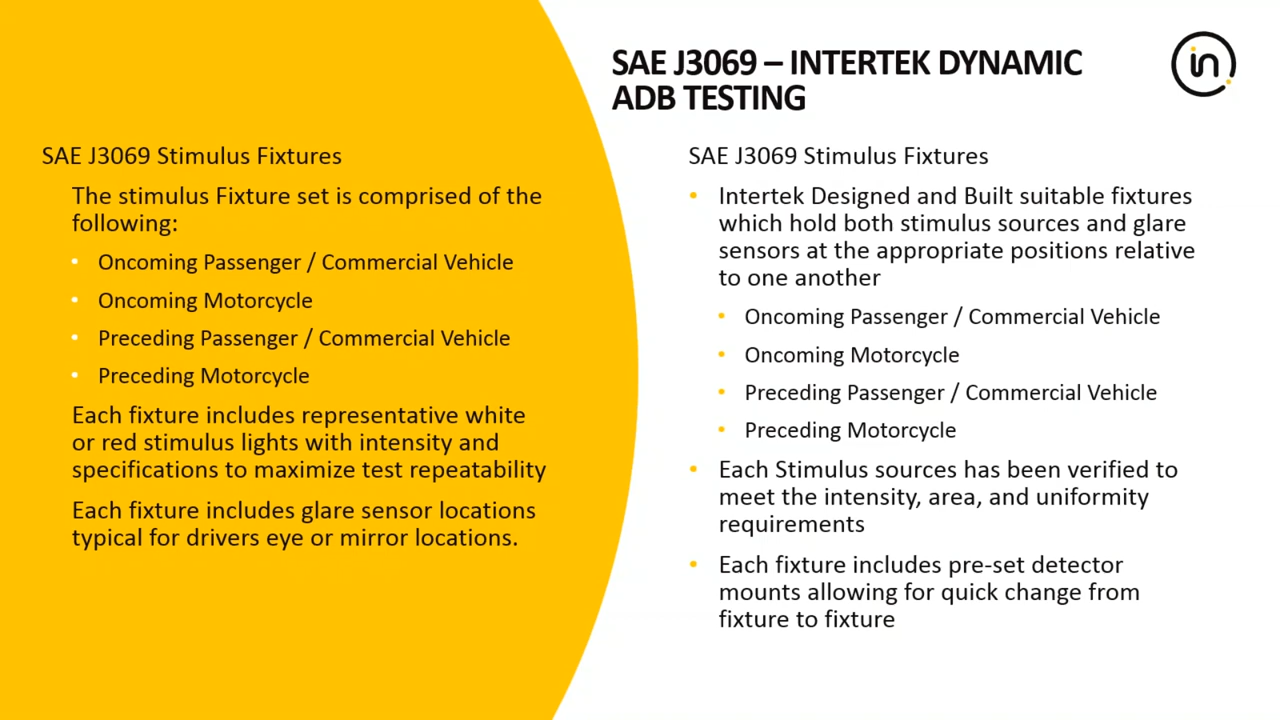 SAE J3069 – INTERTEK DYNAMIC
ADB TESTING
in
SAE J3069 Stimulus Fixtures
The stimulus Fixture set is comprised of the
following:
• Oncoming Passenger / Commercial Vehicle
• Oncoming Motorcycle
• Preceding Passenger / Commercial Vehicle
• Preceding Motorcycle
Each fixture includes representative white
or red stimulus lights with intensity and
specifications to maximize test repeatability
Each fixture includes glare sensor locations
typical for drivers eye or mirror locations.
SAE J3069 Stimulus Fixtures
• Intertek Designed and Built suitable fixtures
which hold both stimulus sources and glare
sensors at the appropriate positions relative
to one another
• Oncoming Passenger / Commercial Vehicle
• Oncoming Motorcycle
• Preceding Passenger / Commercial Vehicle
• Preceding Motorcycle
• Each Stimulus sources has been verified to
meet the intensity, area, and uniformity
requirements
• Each fixture includes pre-set detector
mounts allowing for quick change from
fixture to fixture